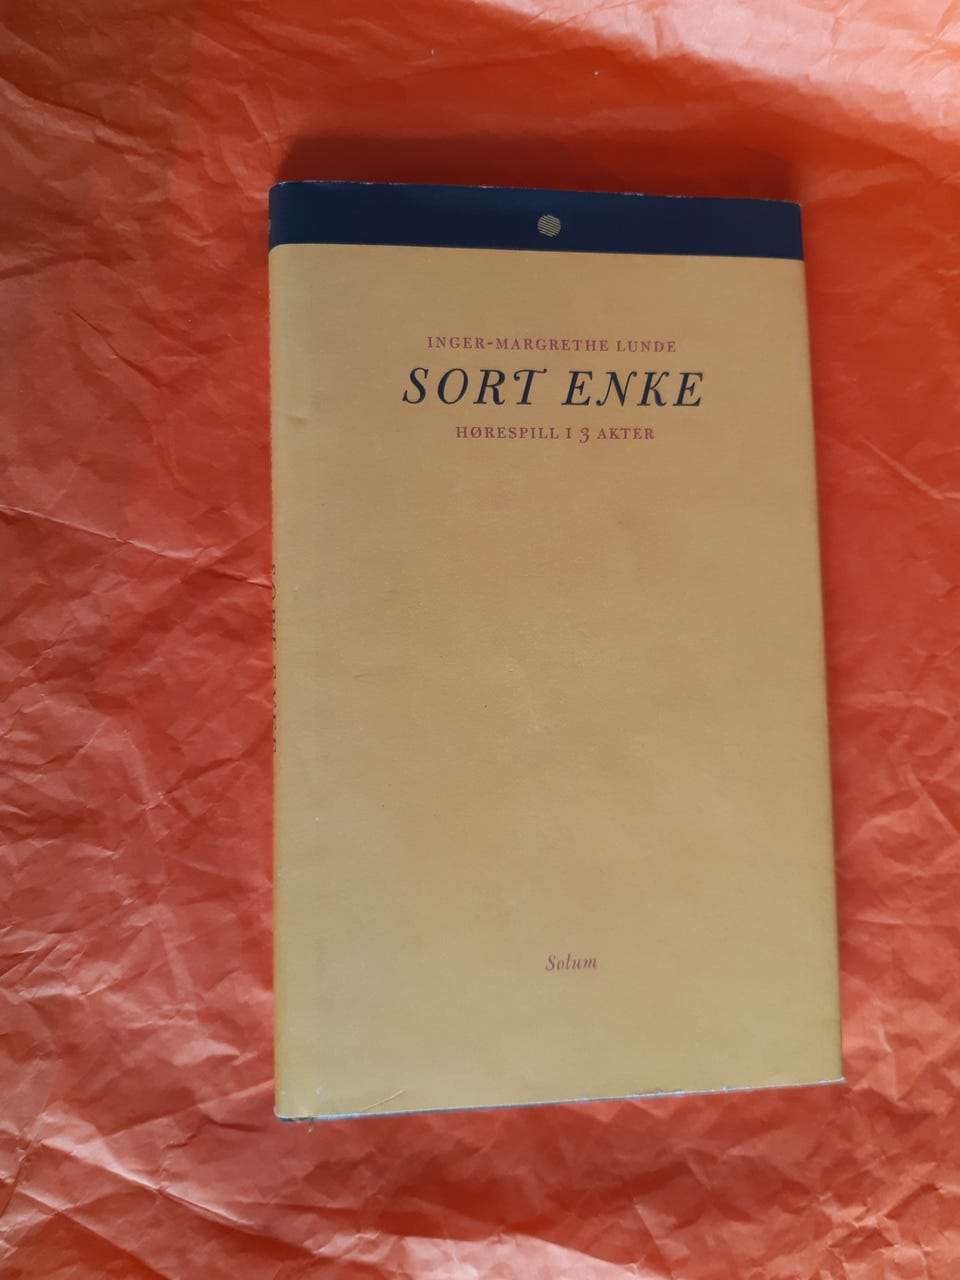 INGER-MARGRETHE LUNDE
SORT ENKE
HØRESPILL I 3 AKTER
Solum